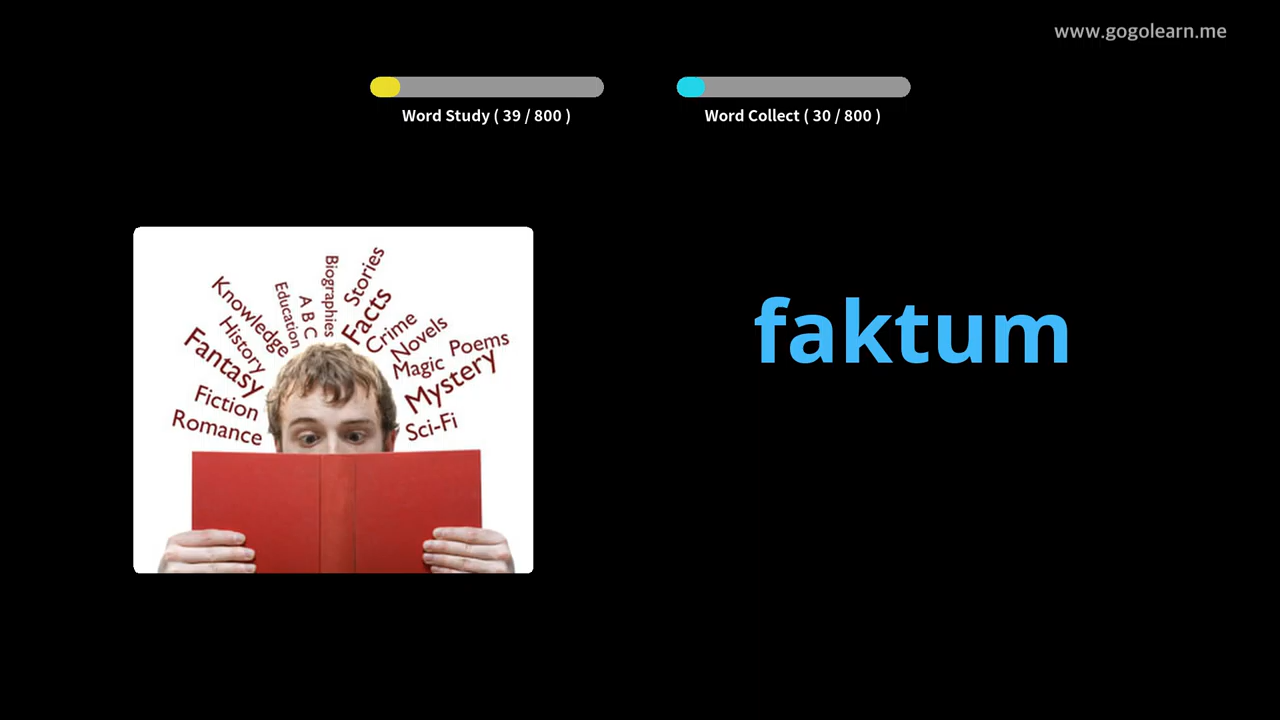 www.gogolearn.me
Word Study ( 39 / 800 )
Word Collect ( 30 / 800 )
faktum
Romance
Fiction
Fantasy
History
Knowledge
Education
A B C
Biographies
Stories
Facts
Crime
Novels
Magic
Poems
Mystery
Sci-Fi